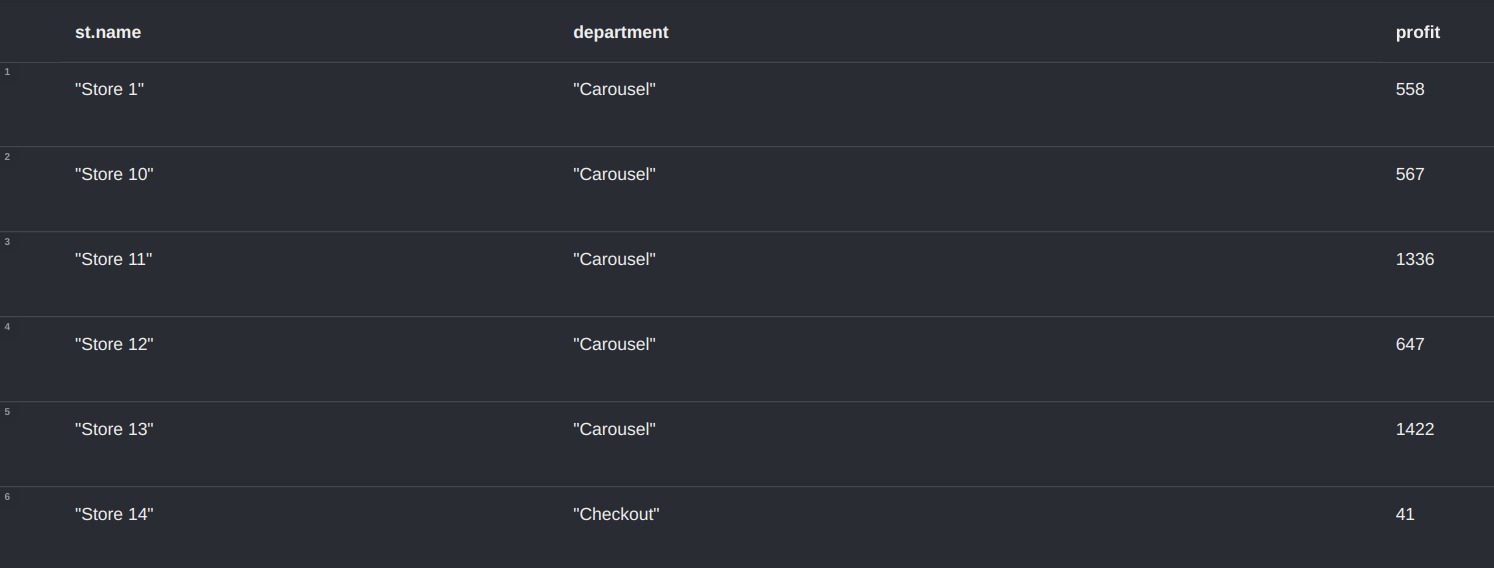 st.name department profit
1
"Store 1" "Carousel" 558
2
"Store 10" "Carousel" 567
3
"Store 11" "Carousel" 1336
4
"Store 12" "Carousel" 647
5
"Store 13" "Carousel" 1422
6
"Store 14" "Checkout" 41